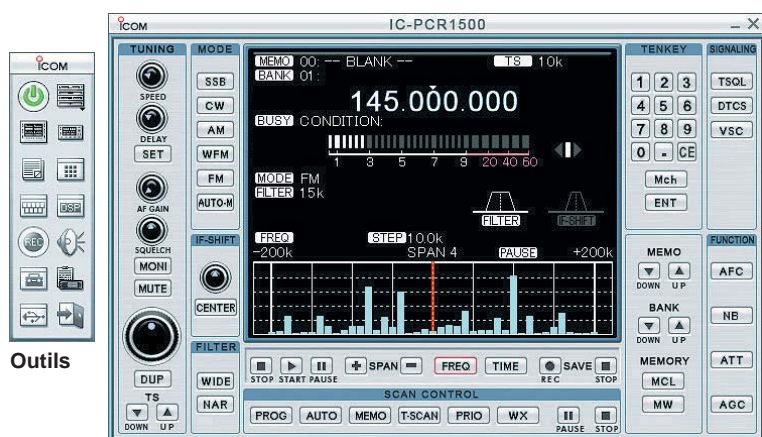 ICOM
IC-PCR1500
ICOM
REC
DSP
Outils
TUNING
SPEED
DELAY
SET
AF GAIN
SQUELCH
MONI
MUTE
DUP
TS
DOWN UP
MODE
SSB
CW
AM
WFM
FM
AUTO•M
IF-SHIFT
CENTER
FILTER
WIDE
NAR
MEMO 00: -- BLANK -- TS 10k
BANK 01:
145.000.000
BUSY CONDITION:
1 3 5 7 9 20 40 60
MODE FM
FILTER 15k
FILTER IF-SHIFT
FREQ STEP 10.0k
-200k SPAN 4 PAUSE +200k
STOP START PAUSE
SPAN
FREQ TIME
REC SAVE STOP
SCAN CONTROL
PROG AUTO MEMO T-SCAN PRIO WX
PAUSE STOP
TENKEY
1 2 3
4 5 6
7 8 9
0 . CE
Mch
ENT
MEMO
DOWN UP
BANK
DOWN UP
MEMORY
MCL
MW
SIGNALING
TSQL
DTCS
VSC
FUNCTION
AFC
NB
ATT
AGC